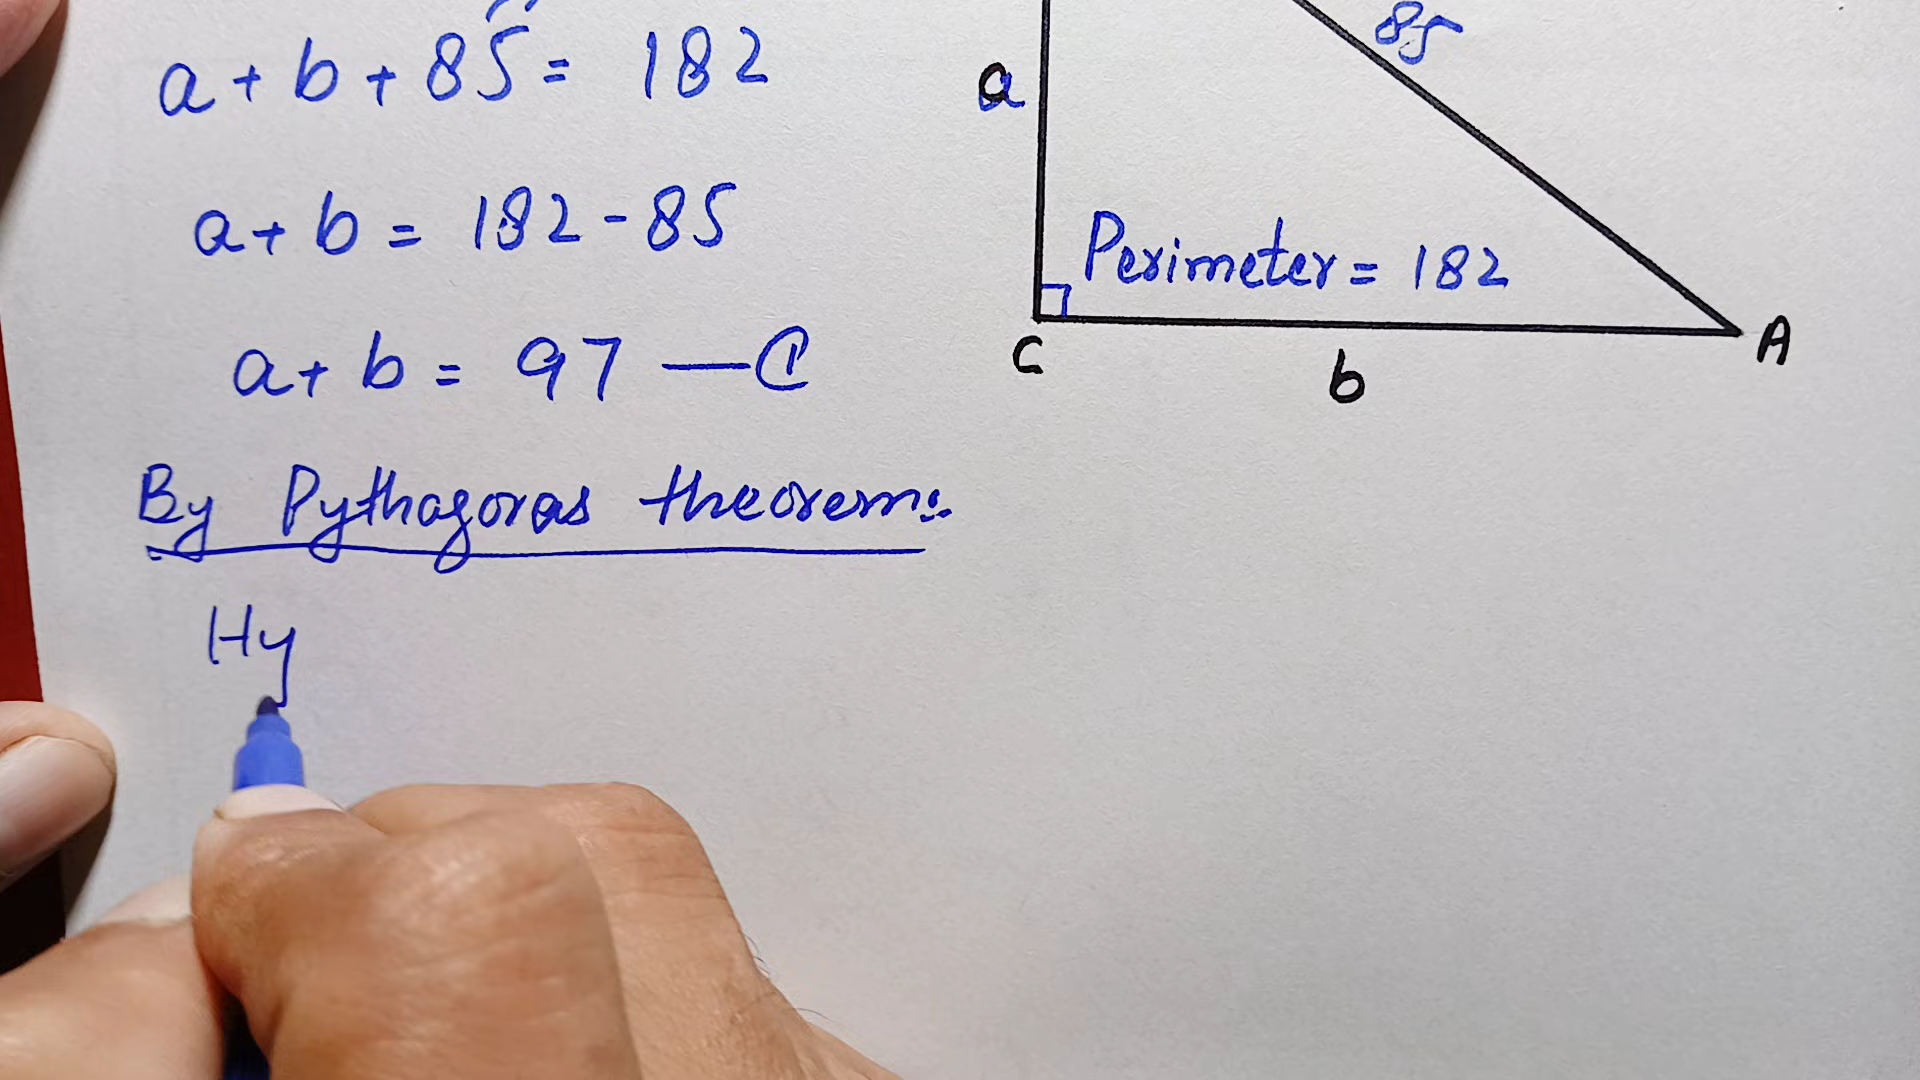 a + b + 85 = 182
a + b = 182 - 85
a + b = 97 — ①
By Pythagoras theorem:
Hy
85
a
Perimeter = 182
C
b
A